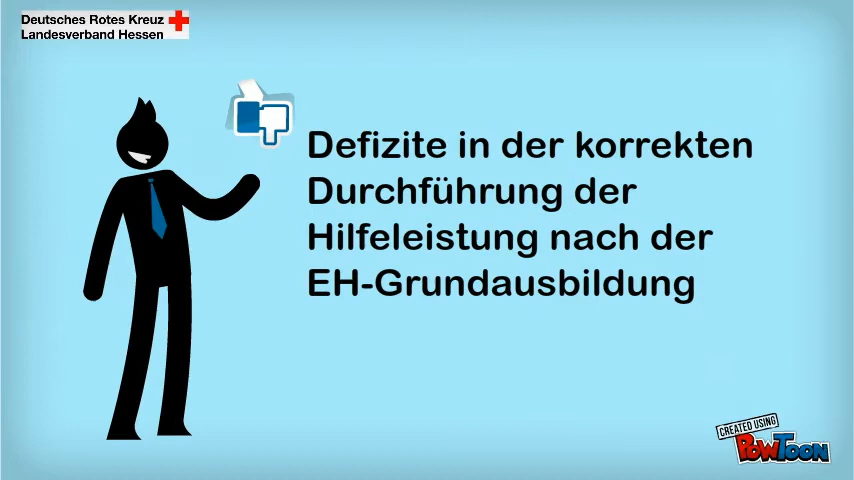 Deutsches Rotes Kreuz
Landesverband Hessen
Defizite in der korrekten
Durchführung der
Hilfeleistung nach der
EH-Grundausbildung
CREATED USING
PowToon